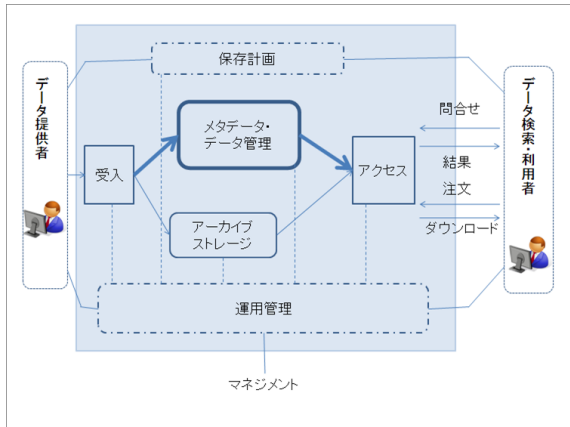 保存計画
データ提供者
メタデータ・
データ管理
データ検索・利用者
問合せ
受入
アクセス
結果
注文
アーカイブ
ストレージ
ダウンロード
運用管理
マネジメント